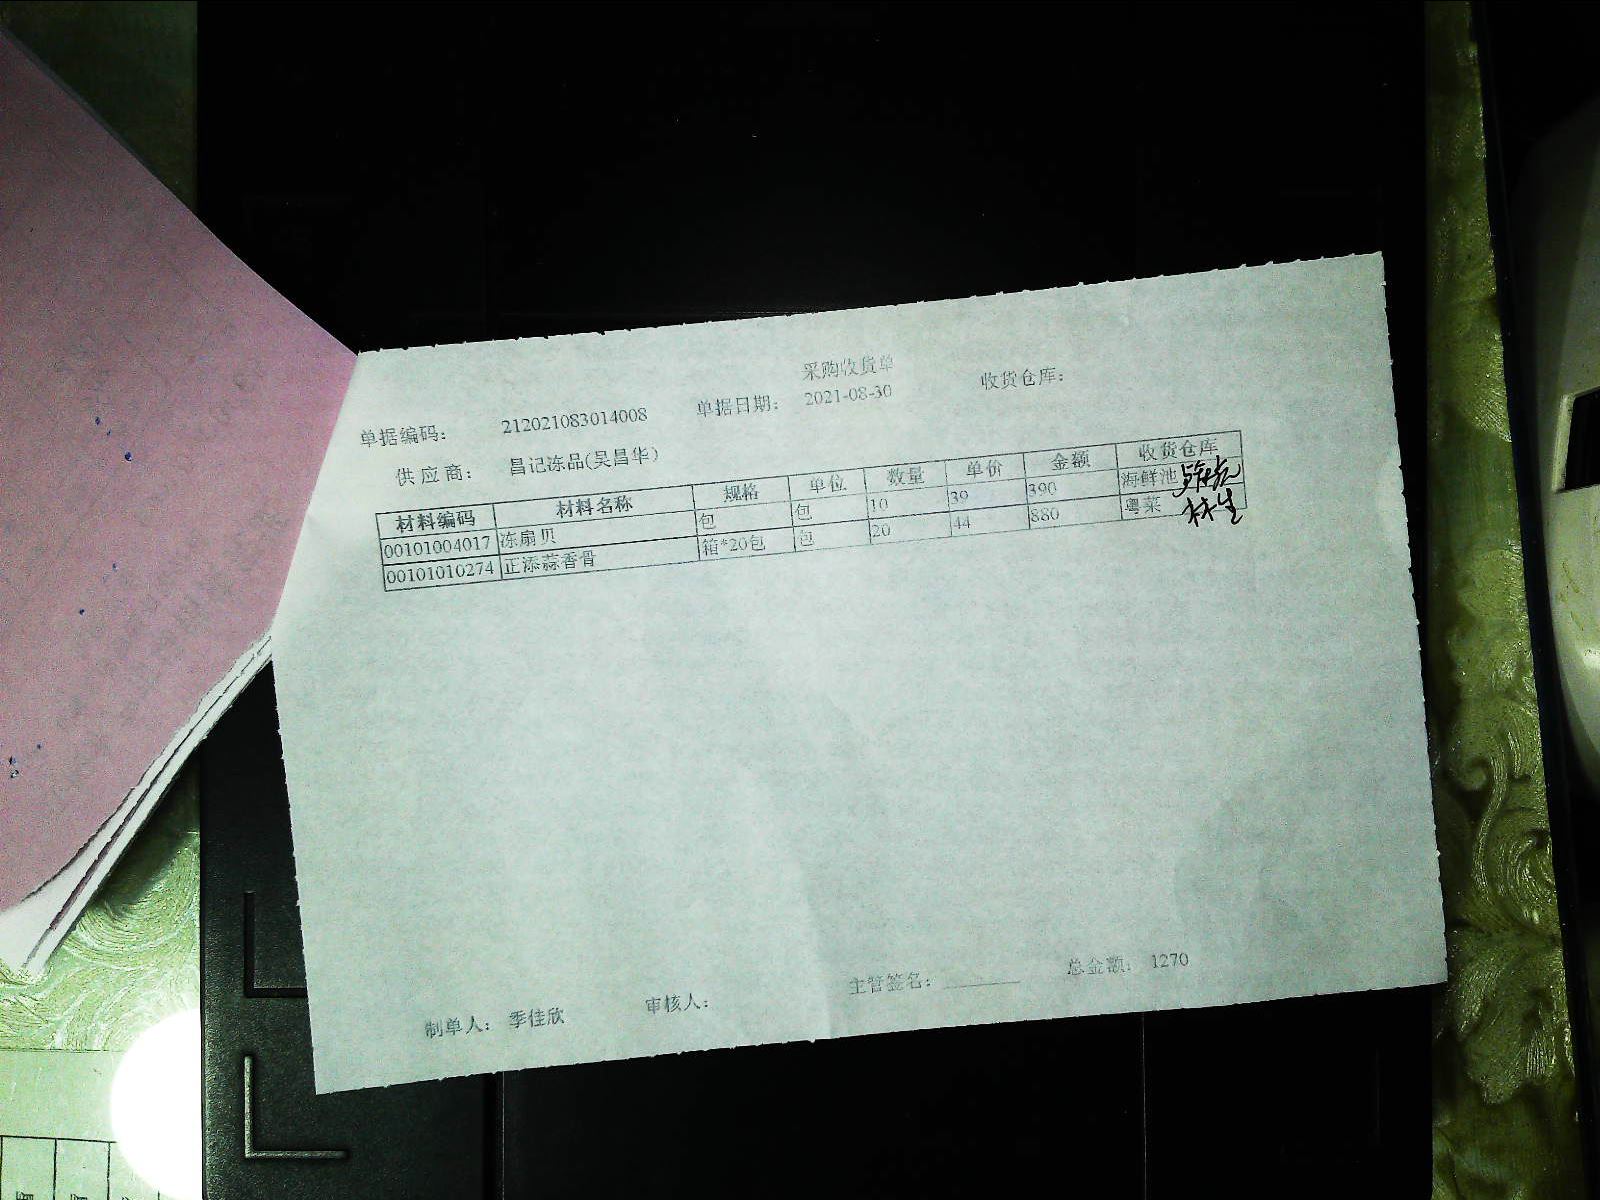 采购收货单
单据编码： 212021083014008 单据日期： 2021-08-30 收货仓库：
供应商： 昌记冻品(吴昌华)
材料编码 材料名称 规格 单位 数量 单价 金额 收货仓库
00101004017 冻扇贝 包 包 10 39 390 海鲜池
00101010274 正添蒜香骨 箱*20包 包 20 44 880 粤菜 林生
制单人： 季佳欣 审核人： 主管签名： 总金额： 1270